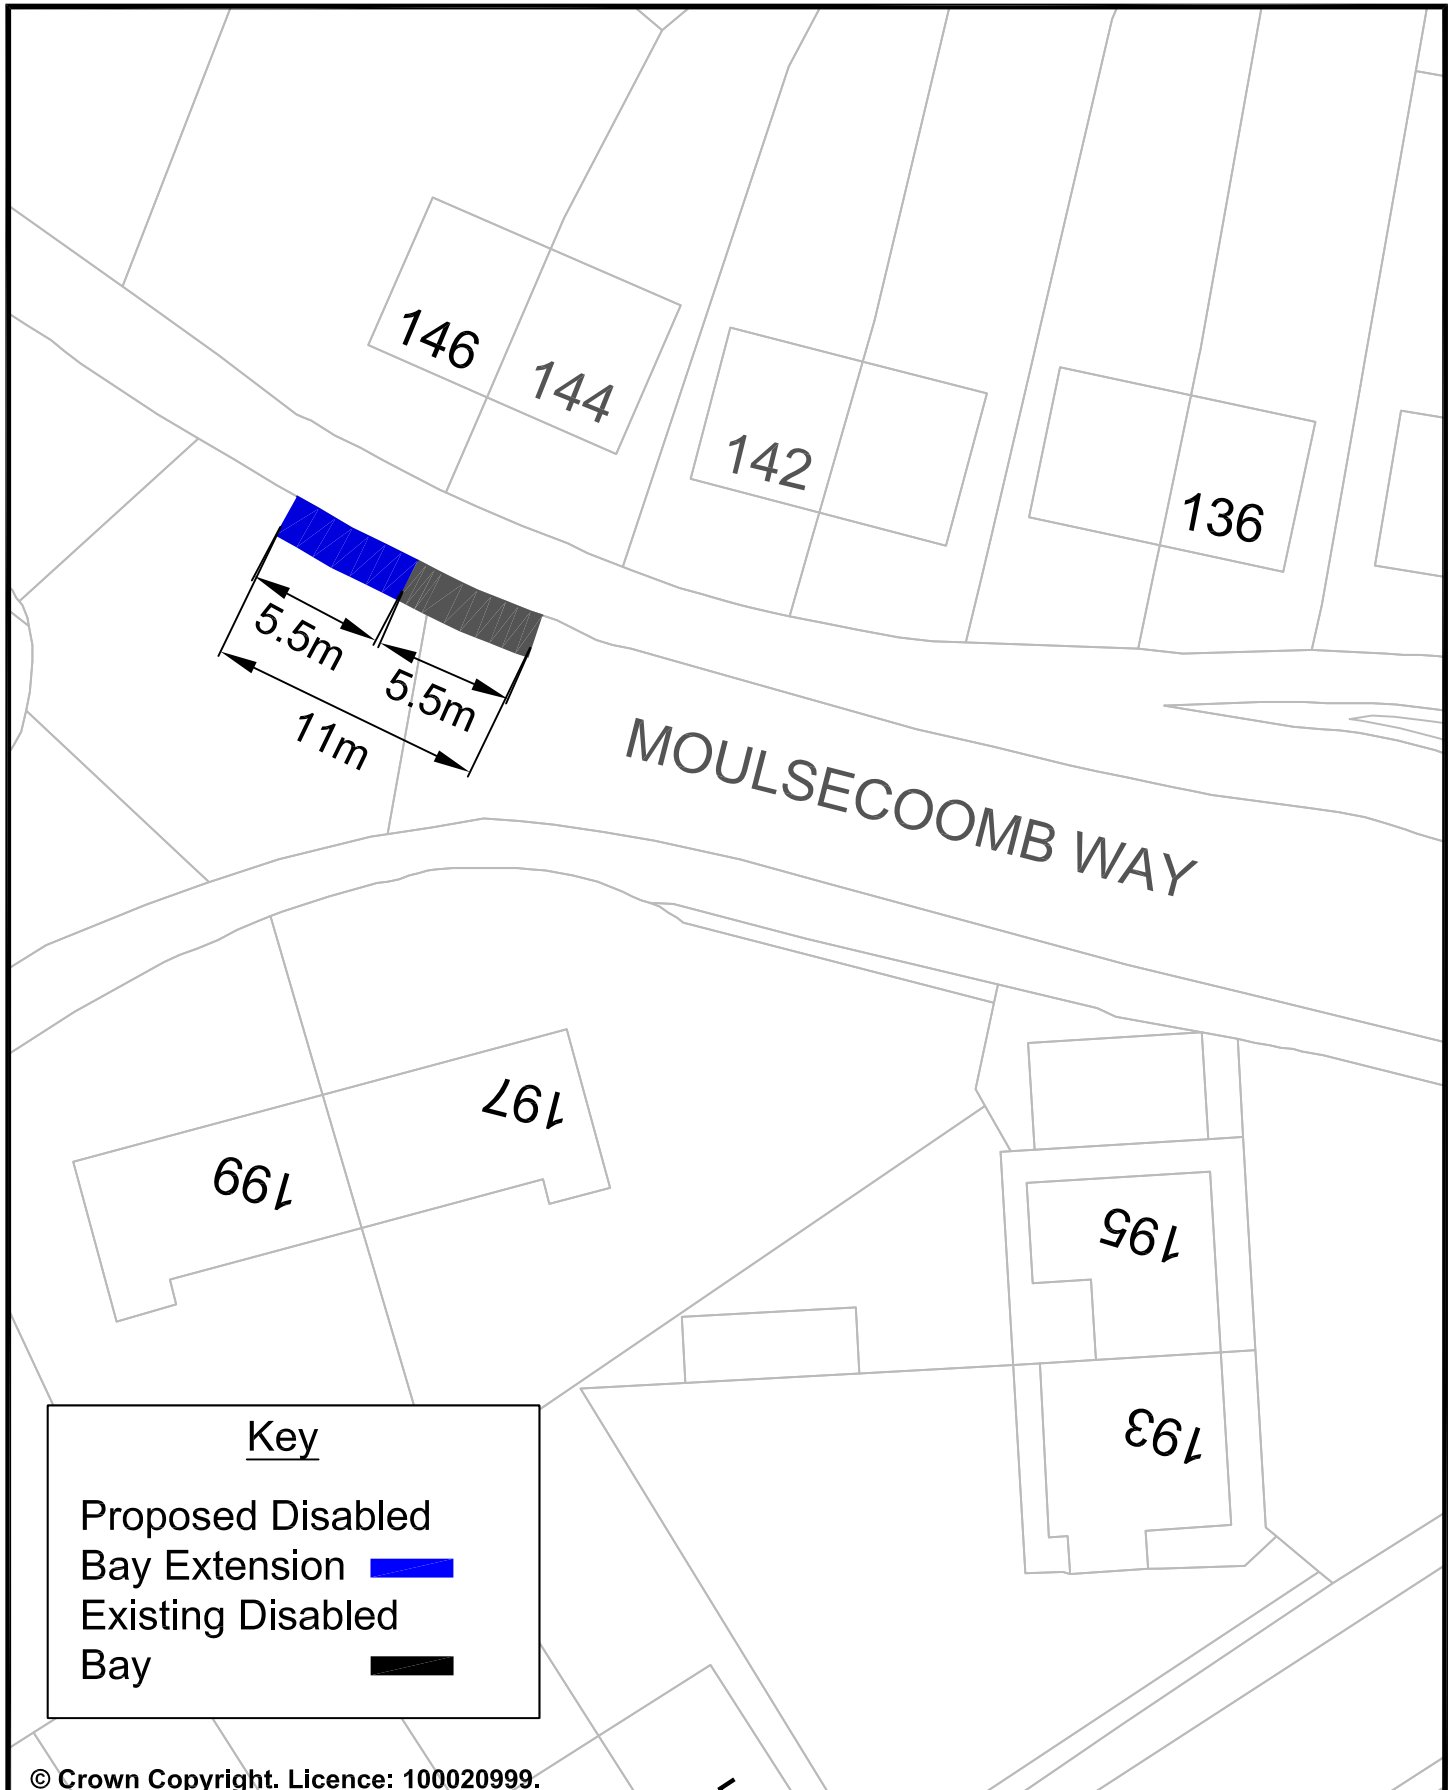 146
144
142
136
5.5m
5.5m
11m
MOULSECOOMB WAY
197
199
195
193
Key
Proposed Disabled
Bay Extension
Existing Disabled
Bay
© Crown Copyright. Licence: 100020999.